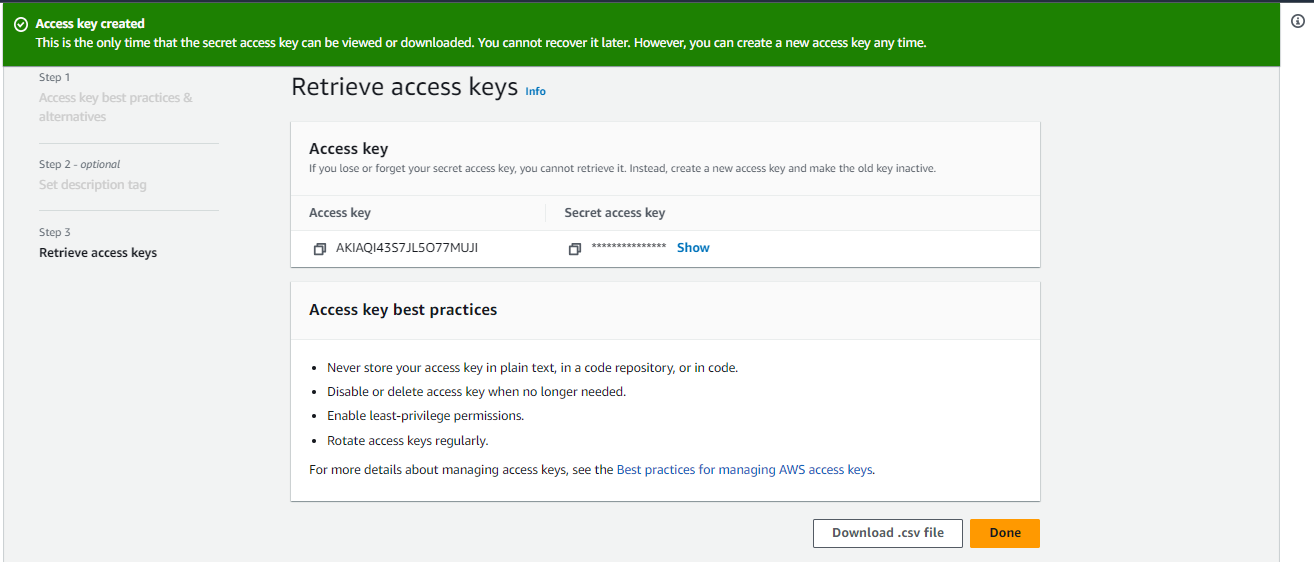 Access key created
This is the only time that the secret access key can be viewed or downloaded. You cannot recover it later. However, you can create a new access key any time.
Step 1
Access key best practices &
alternatives
Step 2 - optional
Set description tag
Step 3
Retrieve access keys
Retrieve access keys Info
Access key
If you lose or forget your secret access key, you cannot retrieve it. Instead, create a new access key and make the old key inactive.
Access key Secret access key
AKIAQI43S7JL5O77MUJI *************** Show
Access key best practices
• Never store your access key in plain text, in a code repository, or in code.
• Disable or delete access key when no longer needed.
• Enable least-privilege permissions.
• Rotate access keys regularly.
For more details about managing access keys, see the Best practices for managing AWS access keys.
Download .csv file Done